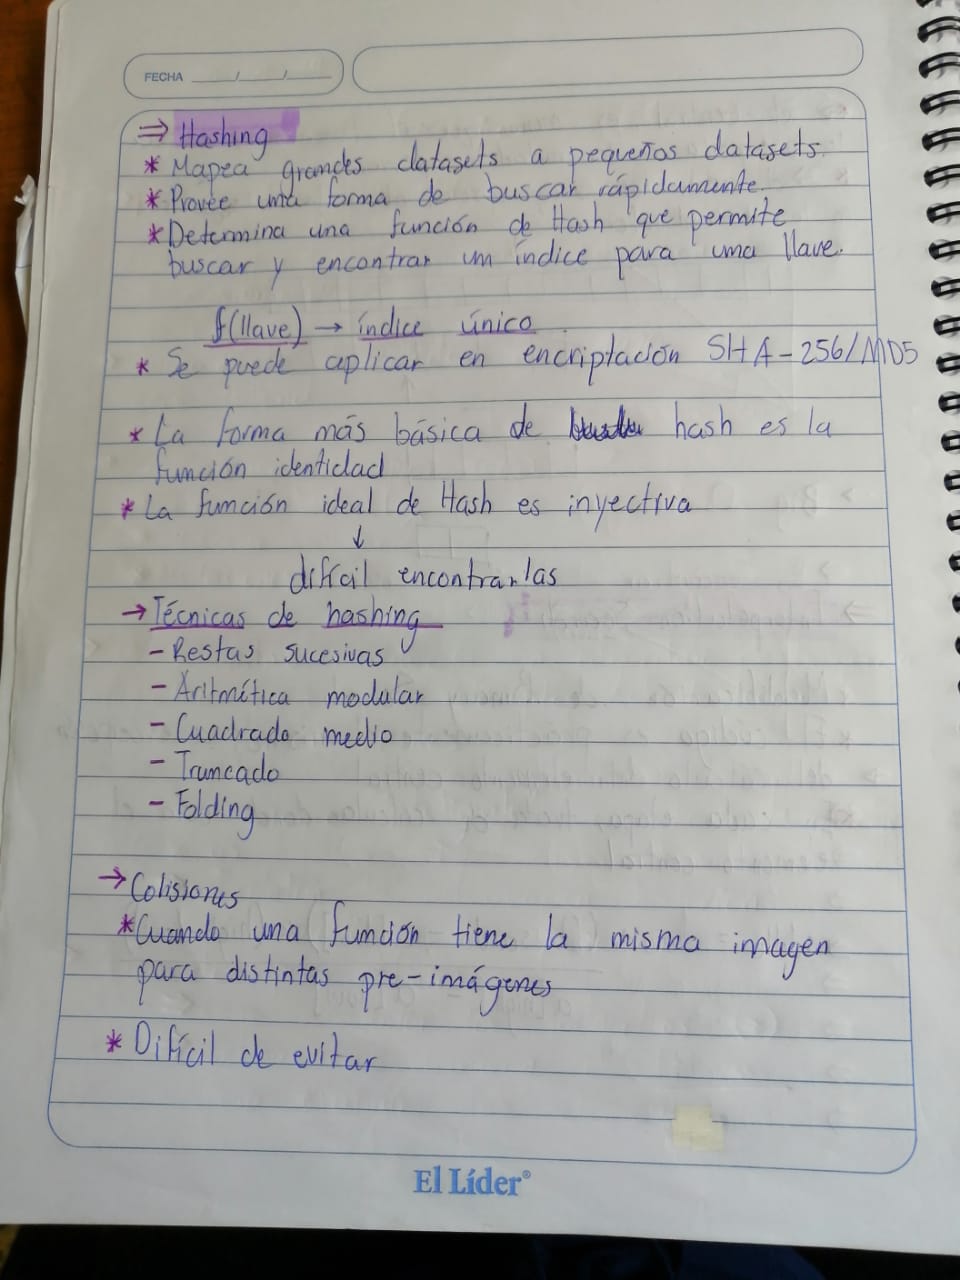 FECHA ___/___/___
⇒ Hashing
* Mapea grandes datasets a pequeños datasets.
* Provee una forma de buscar rápidamente.
* Determina una función de Hash que permite
buscar y encontrar un índice para una llave.
f(llave) → índice único
* Se puede aplicar en encriptación SHA-256/MD5
* La forma más básica de hash es la
función identidad
* La función ideal de Hash es inyectiva
↓
difícil encontrarlas
→ Técnicas de hashing
- Restas sucesivas
- Aritmética modular
- Cuadrado medio
- Truncado
- Folding
→ Colisiones
* Cuando una función tiene la misma imagen
para distintas pre-imágenes
* Difícil de evitar
El Líder®